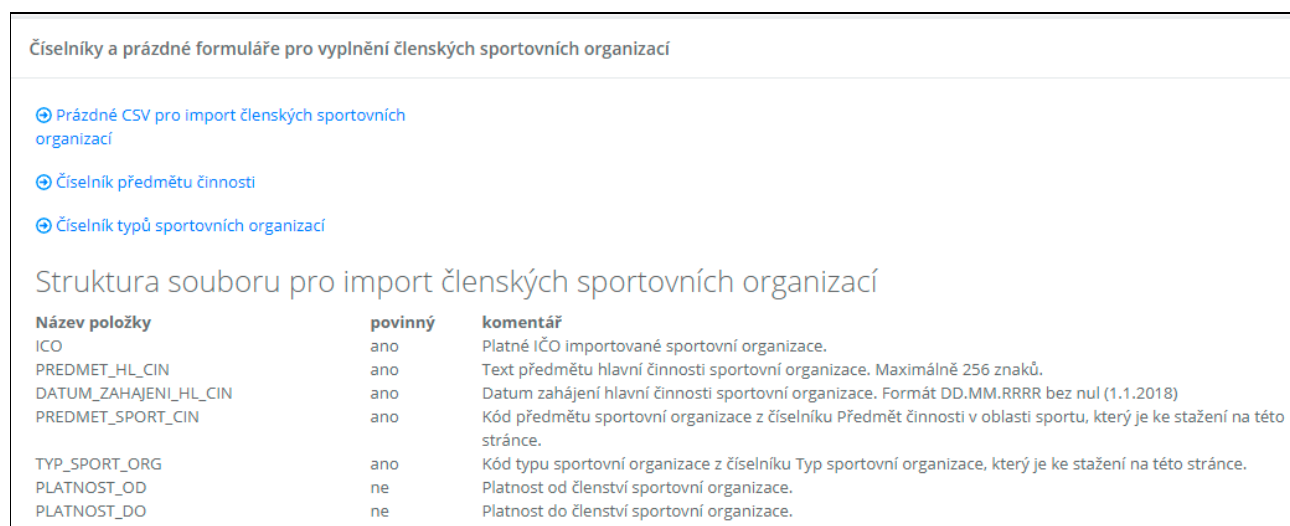 Číselníky a prázdné formuláře pro vyplnění členských sportovních organizací
Prázdné CSV pro import členských sportovních
organizací
Číselník předmětu činnosti
Číselník typů sportovních organizací
Struktura souboru pro import členských sportovních organizací
Název položky povinný komentář
ICO ano Platné IČO importované sportovní organizace.
PREDMET_HL_CIN ano Text předmětu hlavní činnosti sportovní organizace. Maximálně 256 znaků.
DATUM_ZAHAJENI_HL_CIN ano Datum zahájení hlavní činnosti sportovní organizace. Formát DD.MM.RRRR bez nul (1.1.2018)
PREDMET_SPORT_CIN ano Kód předmětu sportovní organizace z číselníku Předmět činnosti v oblasti sportu, který je ke stažení na této
stránce.
TYP_SPORT_ORG ano Kód typu sportovní organizace z číselníku Typ sportovní organizace, který je ke stažení na této stránce.
PLATNOST_OD ne Platnost od členství sportovní organizace.
PLATNOST_DO ne Platnost do členství sportovní organizace.